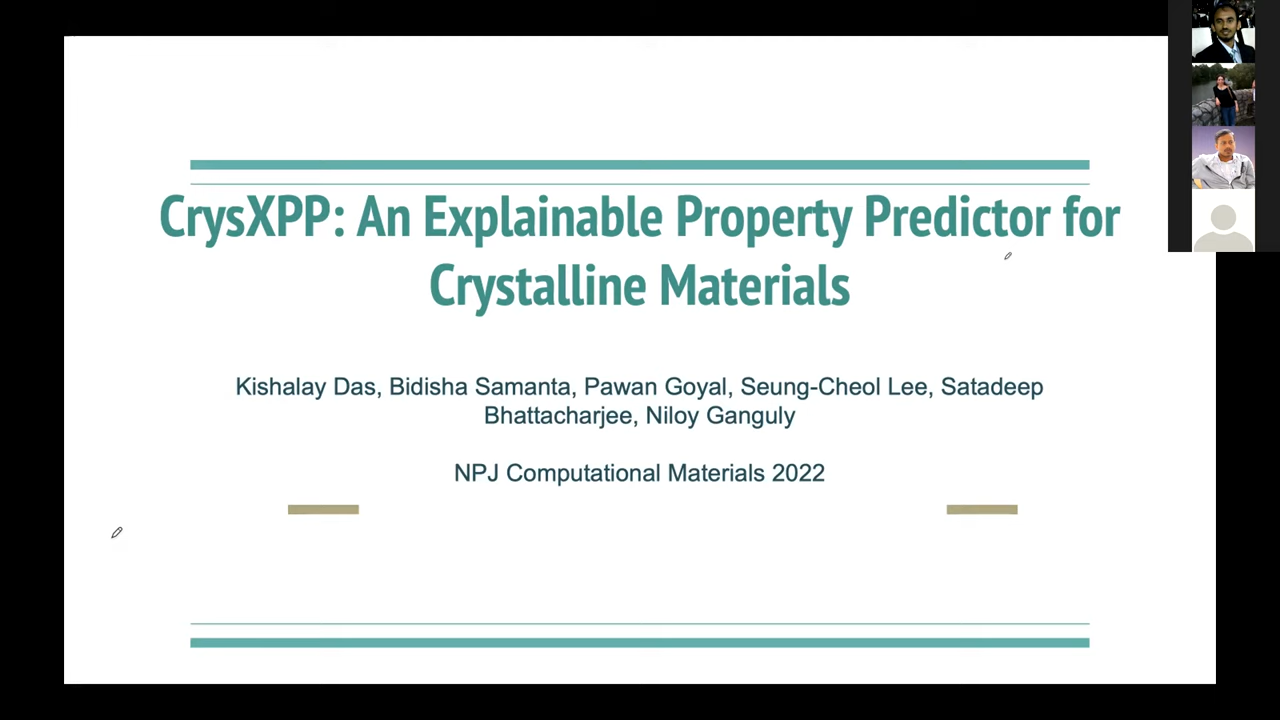 CrysXPP: An Explainable Property Predictor for
Crystalline Materials
Kishalay Das, Bidisha Samanta, Pawan Goyal, Seung-Cheol Lee, Satadeep
Bhattacharjee, Niloy Ganguly
NPJ Computational Materials 2022